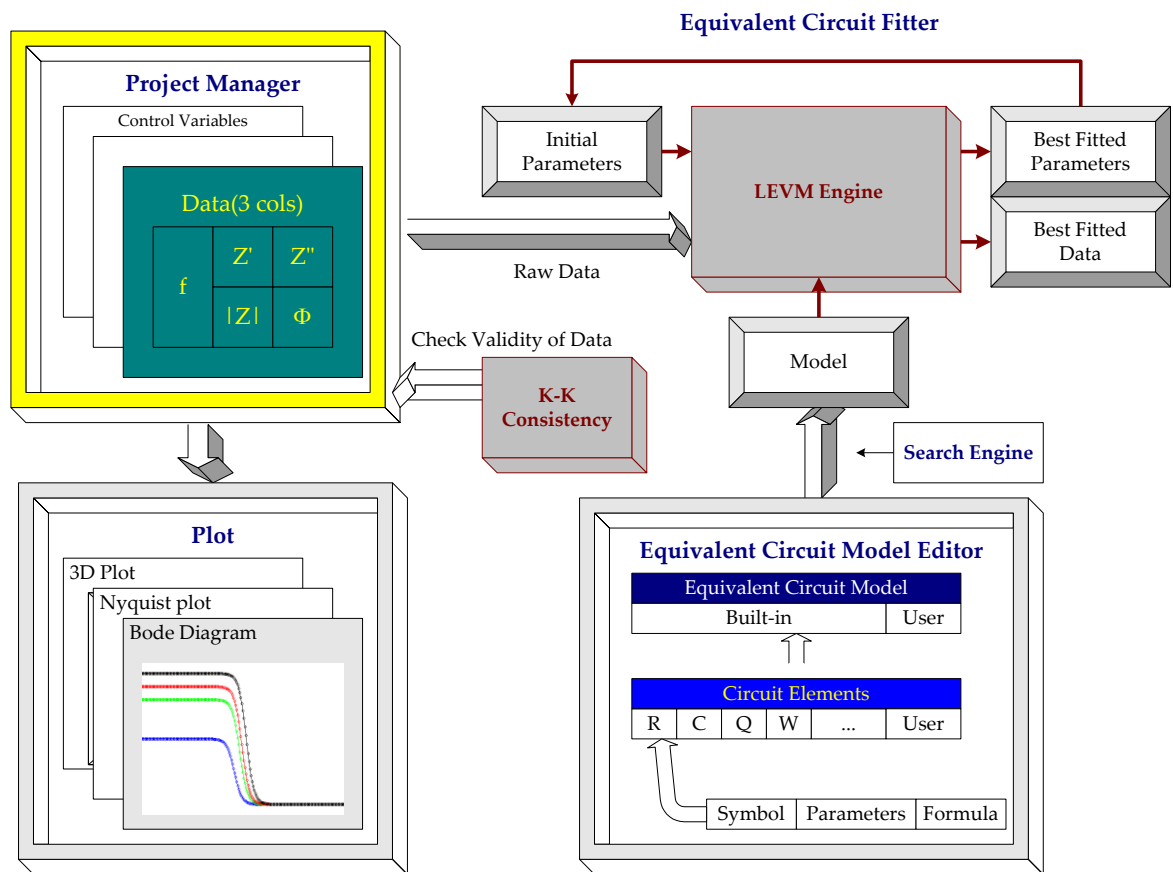 Equivalent Circuit Fitter
Project Manager
Control Variables
Data(3 cols)
f
Z'
Z"
|Z|
Φ
Initial
Parameters
LEVM Engine
Best Fitted
Parameters
Best Fitted
Data
Raw Data
Check Validity of Data
K-K
Consistency
Model
Search Engine
Plot
3D Plot
Nyquist plot
Bode Diagram
Equivalent Circuit Model Editor
Equivalent Circuit Model
Built-in
User
Circuit Elements
R
C
Q
W
...
User
Symbol
Parameters
Formula